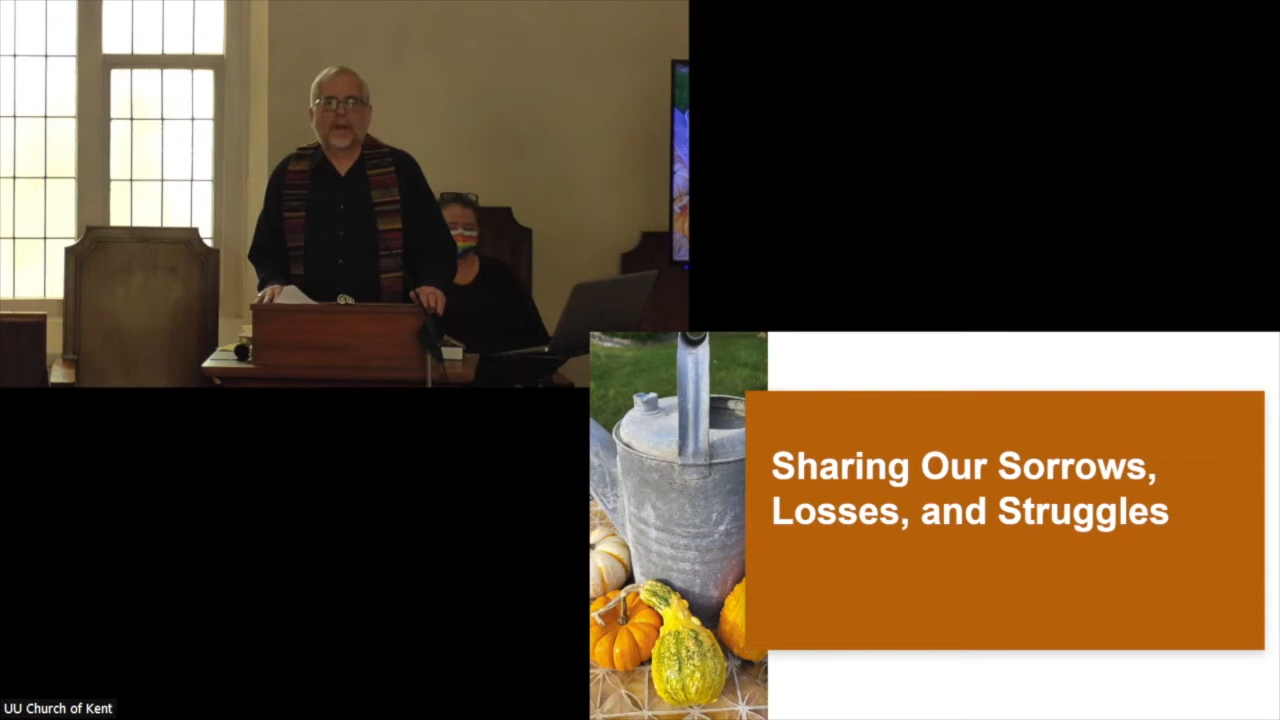 Sharing Our Sorrows,
Losses, and Struggles
UU Church of Kent